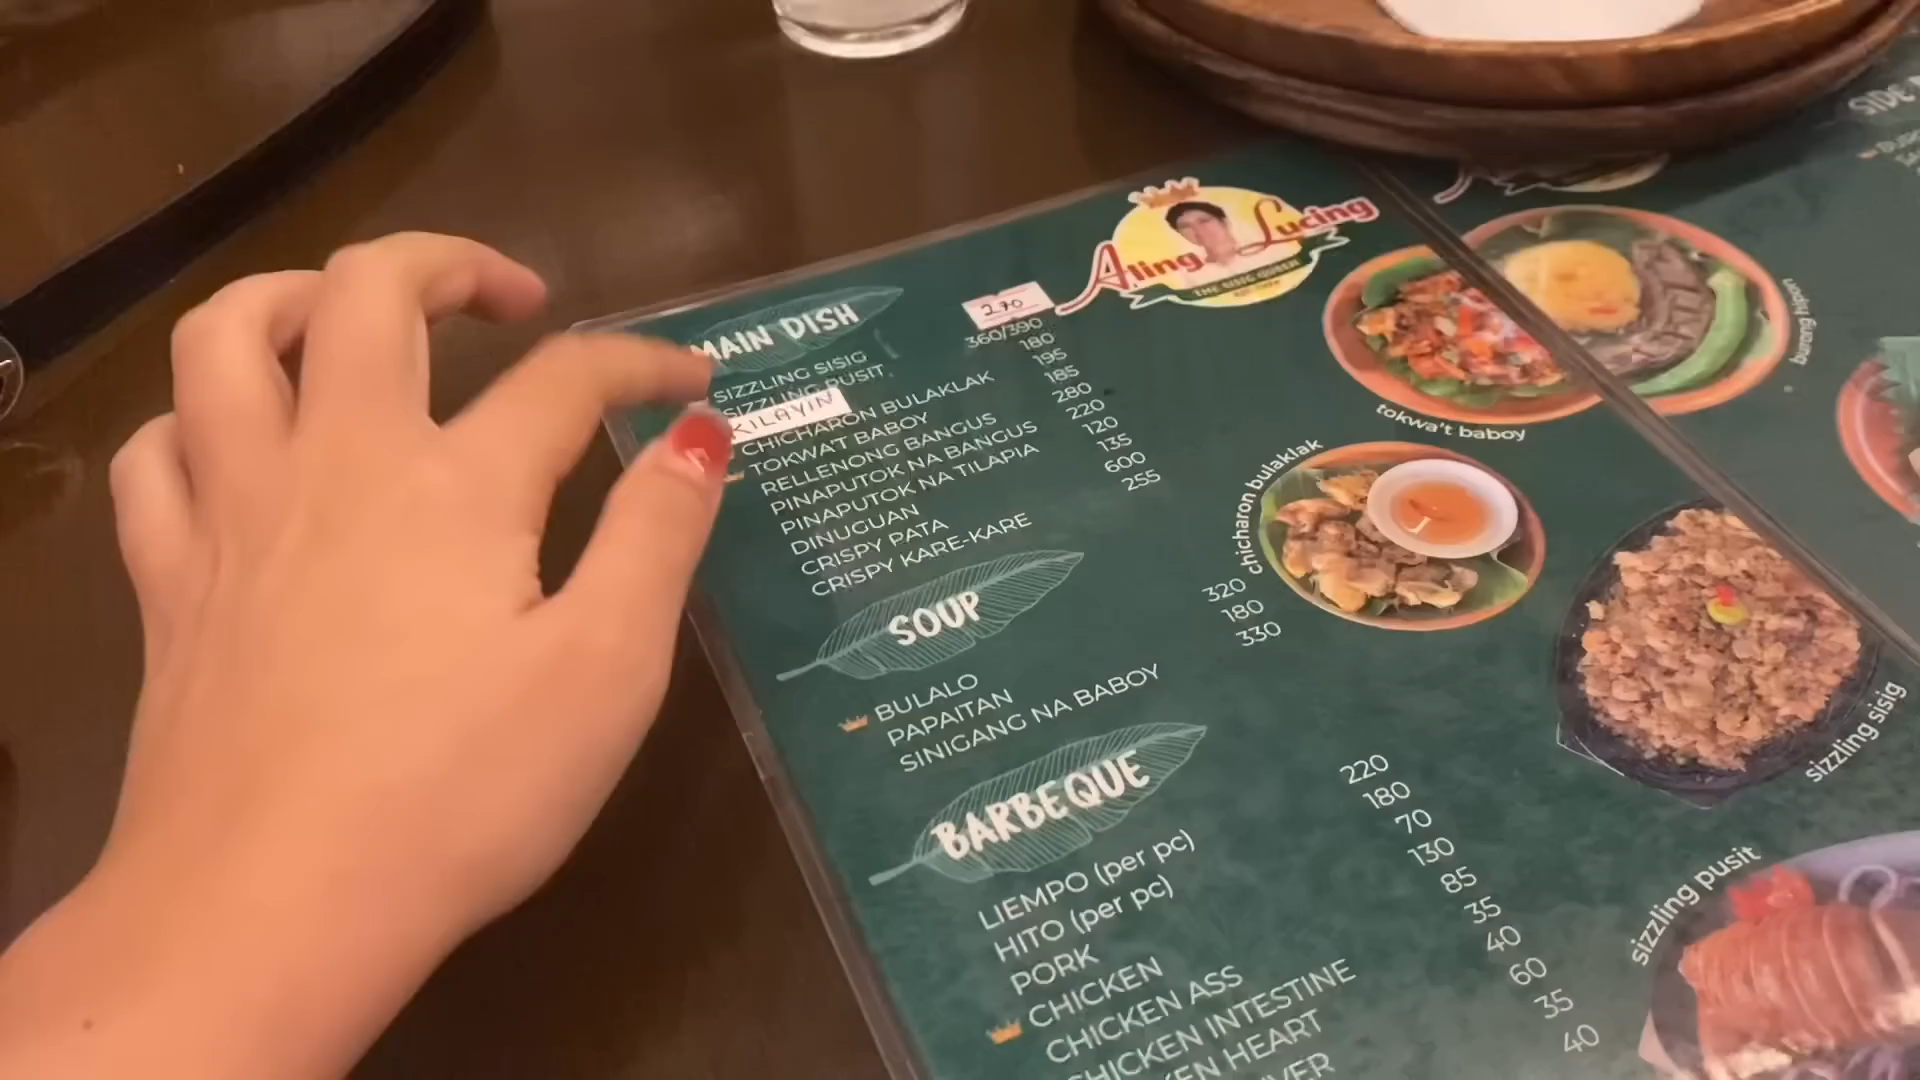 Aling Lucing
THE SISIG QUEEN
MAIN DISH
270
SIZZLING SISIG 360/390
SIZZLING PUSIT 180
KILAYIN
CHICHARON BULAKLAK 195
TOKWA'T BABOY 185
RELLENONG BANGUS 280
PINAPUTOK NA BANGUS 220
PINAPUTOK NA TILAPIA 120
DINUGUAN 135
CRISPY PATA 600
CRISPY KARE-KARE 255
SOUP
BULALO 320
PAPAITAN 180
SINIGANG NA BABOY 330
BARBEQUE
LIEMPO (per pc) 220
HITO (per pc) 180
PORK 70
CHICKEN 130
CHICKEN ASS 85
CHICKEN INTESTINE 35
EN HEART 40
VER 60
35
40
tokwa't baboy
burong hipon
chicharon bulaklak
sizzling sisig
sizzling pusit
SIDE